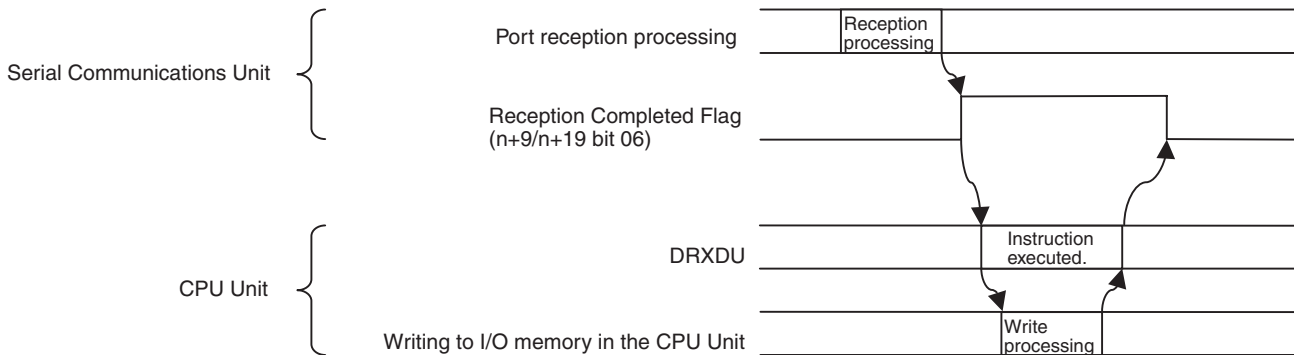 Port reception processing
Reception
processing
Serial Communications Unit
Reception Completed Flag
(n+9/n+19 bit 06)
DRXDU
Instruction
executed.
CPU Unit
Writing to I/O memory in the CPU Unit
Write
processing